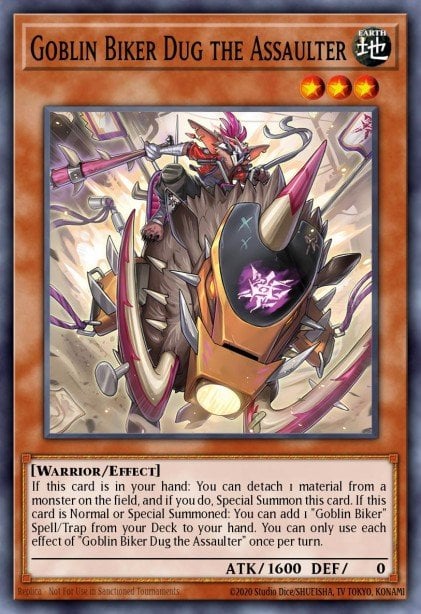 Goblin Biker Dug the Assaulter
EARTH
地
[Warrior/Effect]
If this card is in your hand: You can detach 1 material from a
monster on the field, and if you do, Special Summon this card. If this
card is Normal or Special Summoned: You can add 1 "Goblin Biker"
Spell/Trap from your Deck to your hand. You can only use each
effect of "Goblin Biker Dug the Assaulter" once per turn.
ATK/1600 DEF/ 0
Replica - Not For Use in Sanctioned Tournaments
©2020 Studio Dice/SHUEISHA, TV TOKYO, KONAMI